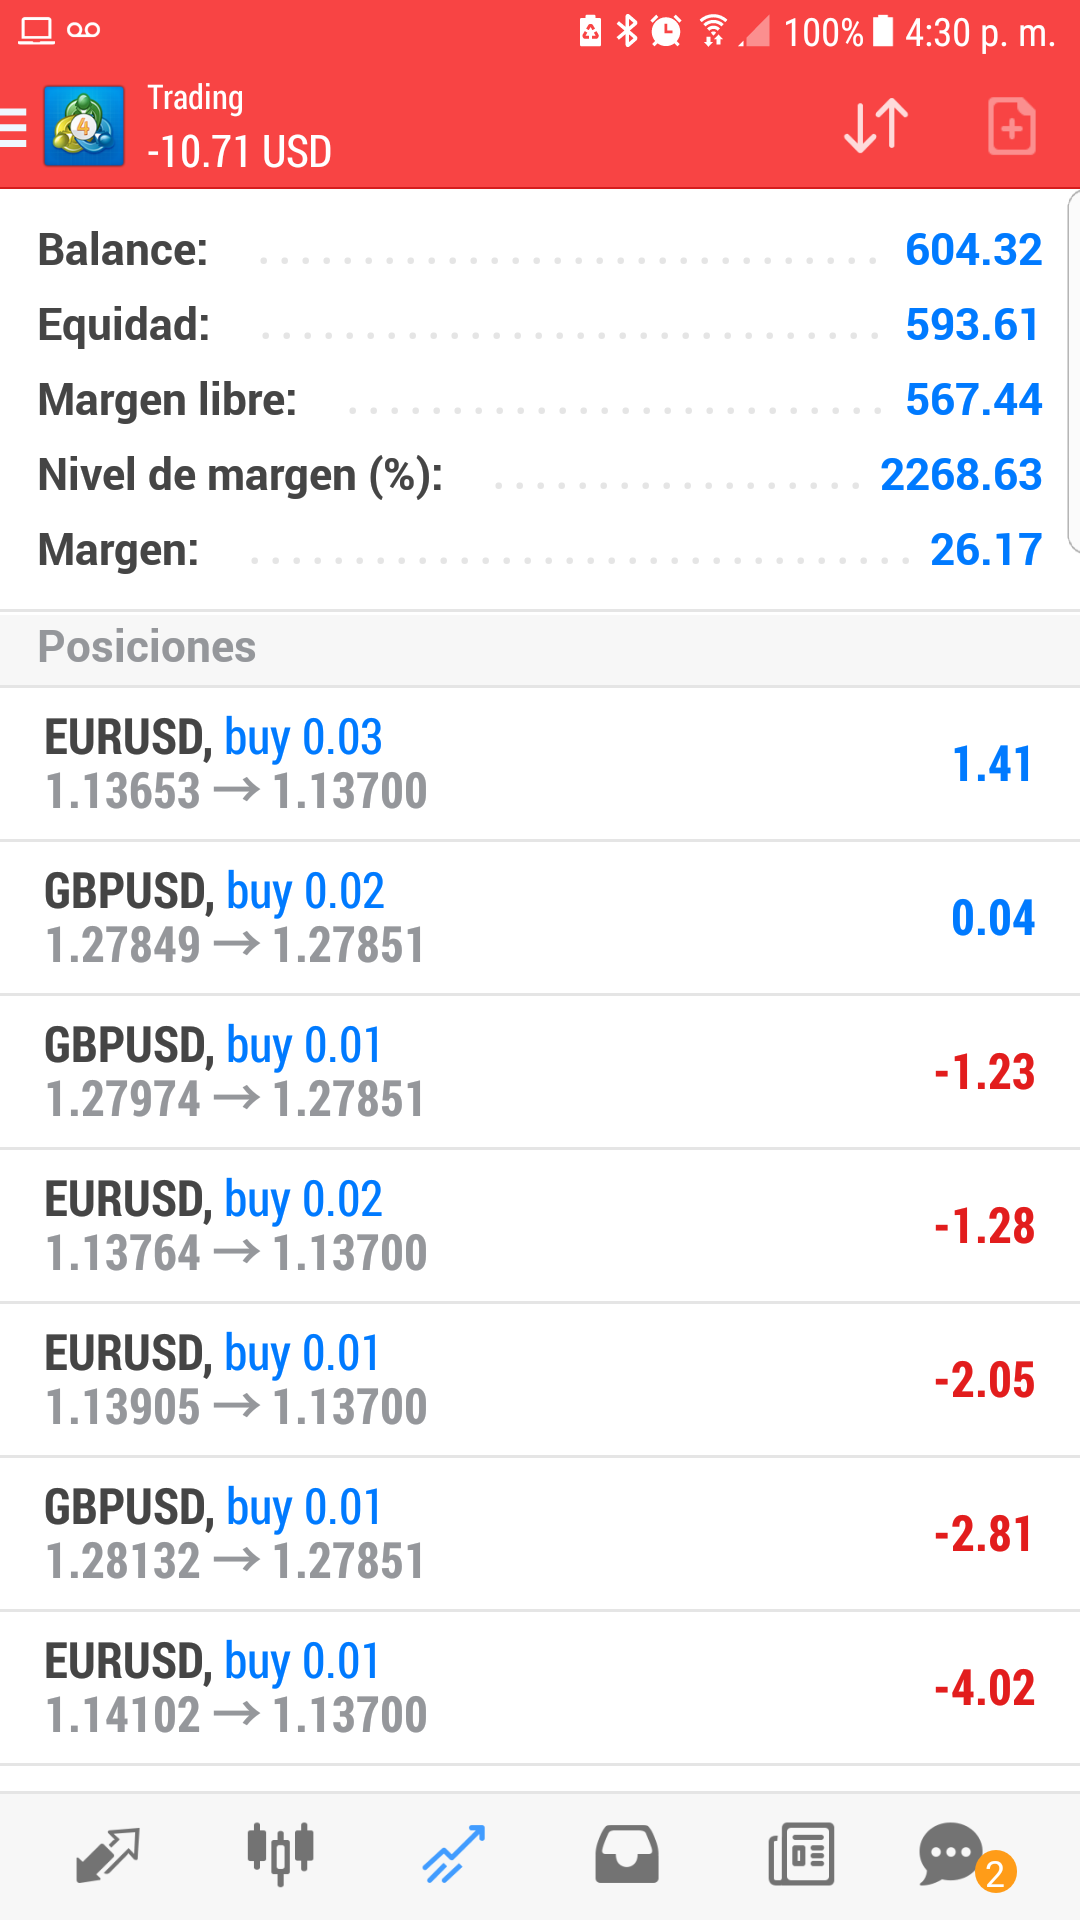 100% 4:30 p. m.
Trading
-10.71 USD
4
Balance: 604.32
Equidad: 593.61
Margen libre: 567.44
Nivel de margen (%): 2268.63
Margen: 26.17
Posiciones
EURUSD, buy 0.03
1.13653 → 1.13700
1.41
GBPUSD, buy 0.02
1.27849 → 1.27851
0.04
GBPUSD, buy 0.01
1.27974 → 1.27851
-1.23
EURUSD, buy 0.02
1.13764 → 1.13700
-1.28
EURUSD, buy 0.01
1.13905 → 1.13700
-2.05
GBPUSD, buy 0.01
1.28132 → 1.27851
-2.81
EURUSD, buy 0.01
1.14102 → 1.13700
-4.02
2